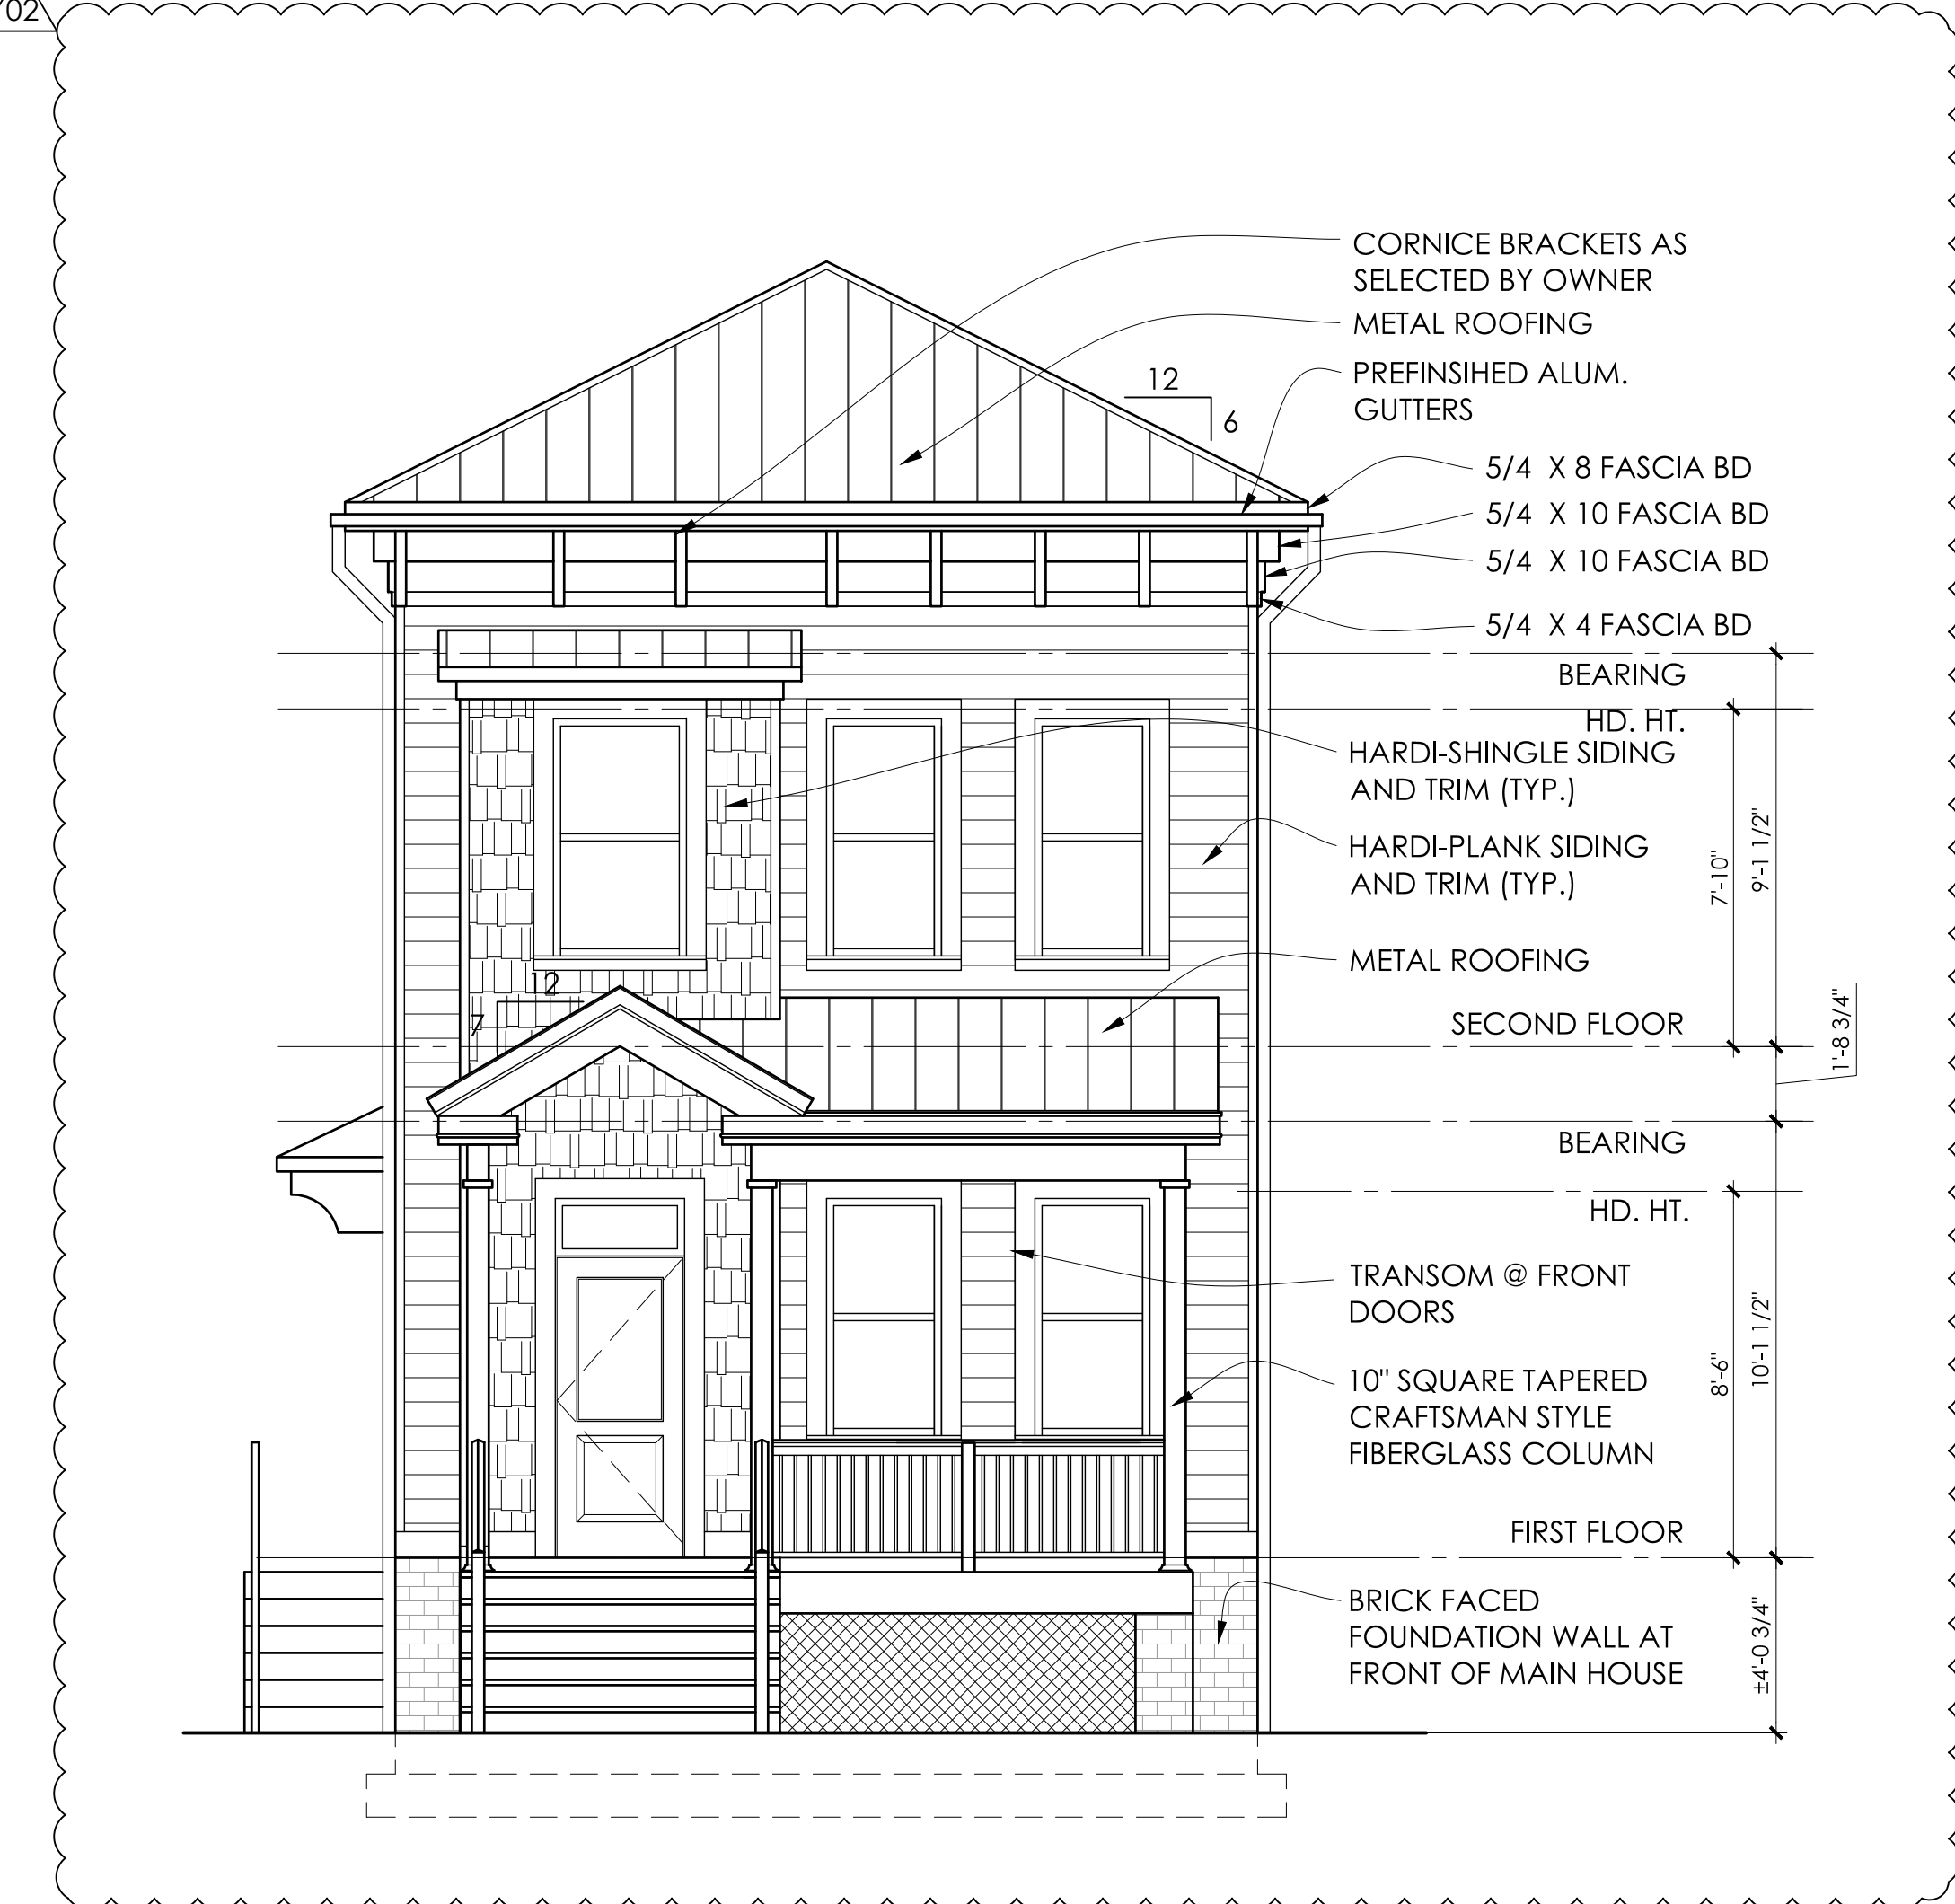 02
CORNICE BRACKETS AS
SELECTED BY OWNER
METAL ROOFING
PREFINSIHED ALUM.
GUTTERS
12
6
5/4 X 8 FASCIA BD
5/4 X 10 FASCIA BD
5/4 X 10 FASCIA BD
5/4 X 4 FASCIA BD
BEARING
HD. HT.
HARDI-SHINGLE SIDING
AND TRIM (TYP.)
HARDI-PLANK SIDING
AND TRIM (TYP.)
7'-10"
9'-1 1/2"
METAL ROOFING
12
7
SECOND FLOOR
1'-8 3/4"
BEARING
HD. HT.
TRANSOM @ FRONT
DOORS
10" SQUARE TAPERED
CRAFTSMAN STYLE
FIBERGLASS COLUMN
8'-6"
10'-1 1/2"
FIRST FLOOR
BRICK FACED
FOUNDATION WALL AT
FRONT OF MAIN HOUSE
±4'-0 3/4"